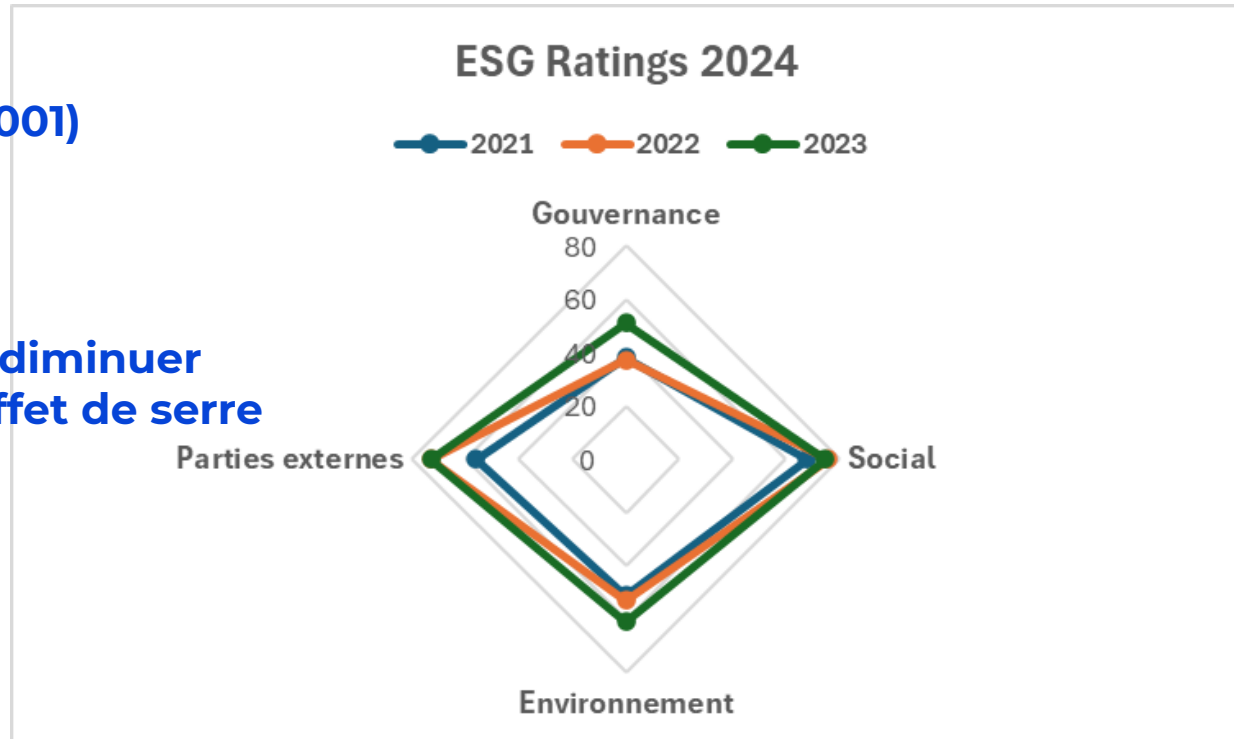 ESG Ratings 2024
001)
2021 2022 2023
Gouvernance
80
60
40
diminuer
20
ffet de serre
Parties externes
0
Social
Environnement